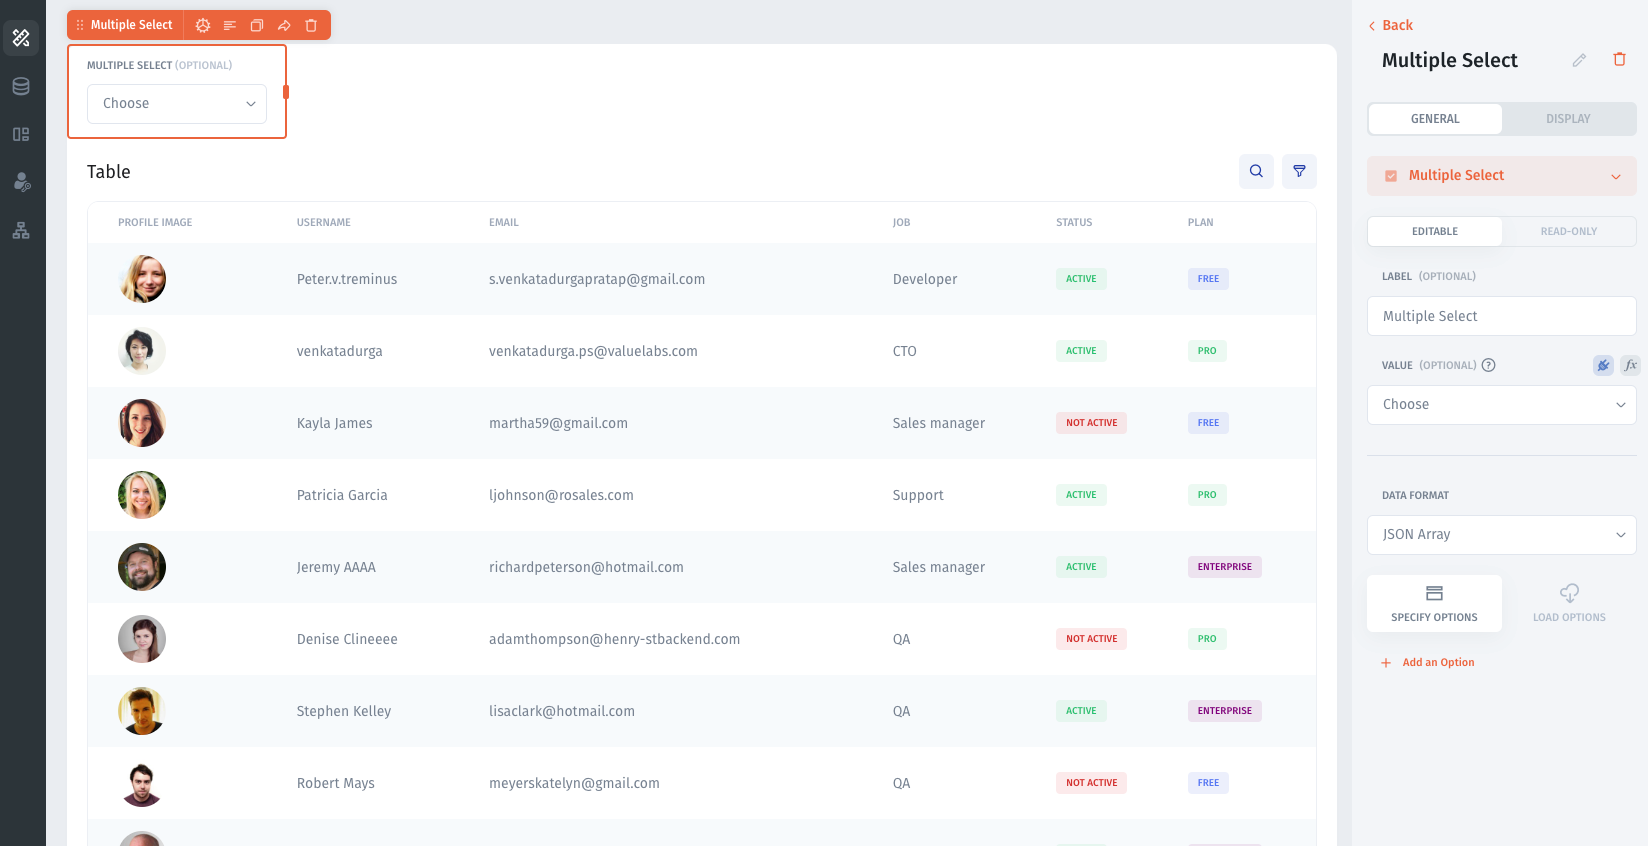 Multiple Select
MULTIPLE SELECT (OPTIONAL)
Choose
Table
PROFILE IMAGE USERNAME EMAIL JOB STATUS PLAN
Peter.v.treminus s.venkatadurgapratap@gmail.com Developer ACTIVE FREE
venkatadurga venkatadurga.ps@valuelabs.com CTO ACTIVE PRO
Kayla James martha59@gmail.com Sales manager NOT ACTIVE FREE
Patricia Garcia ljohnson@rosales.com Support ACTIVE PRO
Jeremy AAAA richardpeterson@hotmail.com Sales manager ACTIVE ENTERPRISE
Denise Clineeee adamthompson@henry-stbackend.com QA NOT ACTIVE PRO
Stephen Kelley lisaclark@hotmail.com QA ACTIVE ENTERPRISE
Robert Mays meyerskatelyn@gmail.com QA NOT ACTIVE FREE
Back
Multiple Select
GENERAL DISPLAY
Multiple Select
EDITABLE READ-ONLY
LABEL (OPTIONAL)
Multiple Select
VALUE (OPTIONAL) ? fx
Choose
DATA FORMAT
JSON Array
SPECIFY OPTIONS LOAD OPTIONS
+ Add an Option